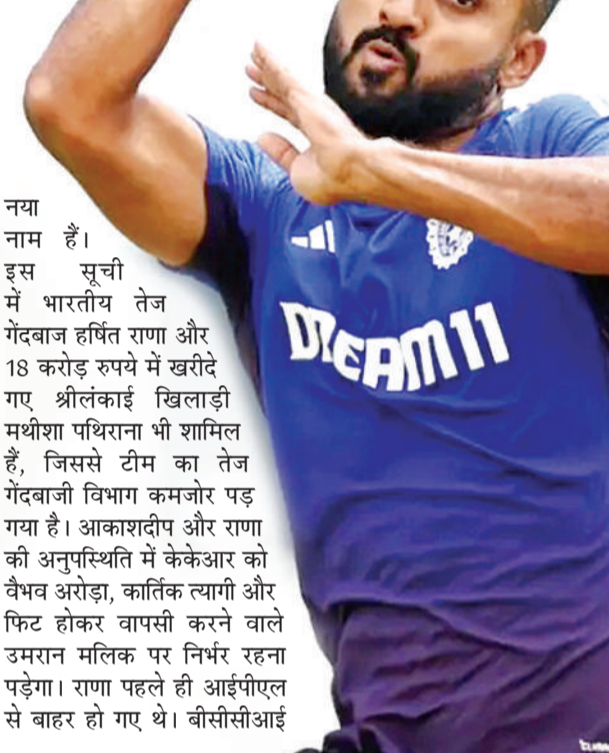 नया
नाम हैं।
इस सूची
में भारतीय तेज
गेंदबाज हर्षित राणा और
18 करोड़ रुपये में खरीदे
गए श्रीलंकाई खिलाड़ी
मथीशा पथिराना भी शामिल
हैं, जिससे टीम का तेज
गेंदबाजी विभाग कमजोर पड़
गया है। आकाशदीप और राणा
की अनुपस्थिति में केकेआर को
वैभव अरोड़ा, कार्तिक त्यागी और
फिट होकर वापसी करने वाले
उमरान मलिक पर निर्भर रहना
पड़ेगा। राणा पहले ही आईपीएल
से बाहर हो गए थे। बीसीसीआई
DREAM11